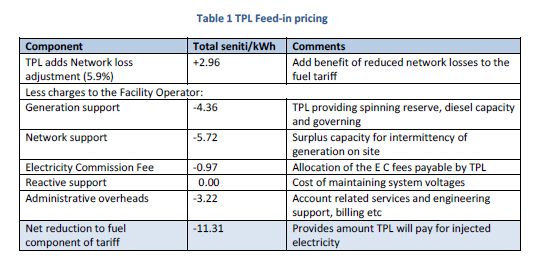 Table 1 TPL Feed-in pricing
Component Total seniti/kWh Comments
TPL adds Network loss +2.96 Add benefit of reduced network losses to the
adjustment (5.9%) fuel tariff
Less charges to the Facility Operator:
Generation support -4.36 TPL providing spinning reserve, diesel capacity
and governing
Network support -5.72 Surplus capacity for intermittency of
generation on site
Electricity Commission Fee -0.97 Allocation of the E C fees payable by TPL
Reactive support 0.00 Cost of maintaining system voltages
Administrative overheads -3.22 Account related services and engineering
support, billing etc
Net reduction to fuel -11.31 Provides amount TPL will pay for injected
component of tariff electricity